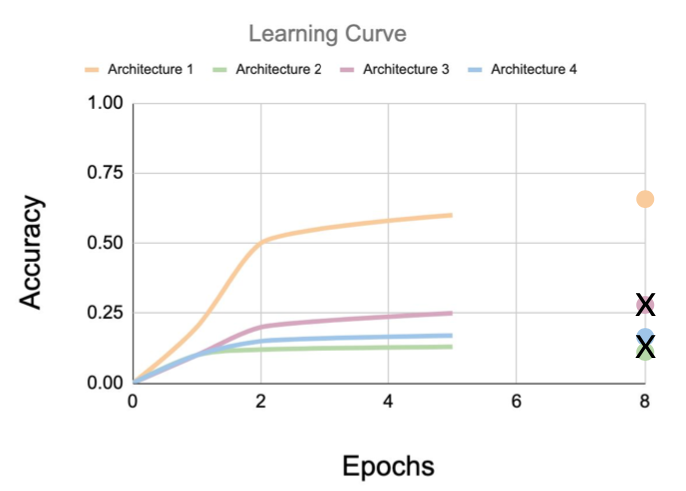 Learning Curve
Architecture 1 Architecture 2 Architecture 3 Architecture 4
1.00
0.75
0.50
0.25
0.00
Accuracy
X
X
0 2 4 6 8
Epochs